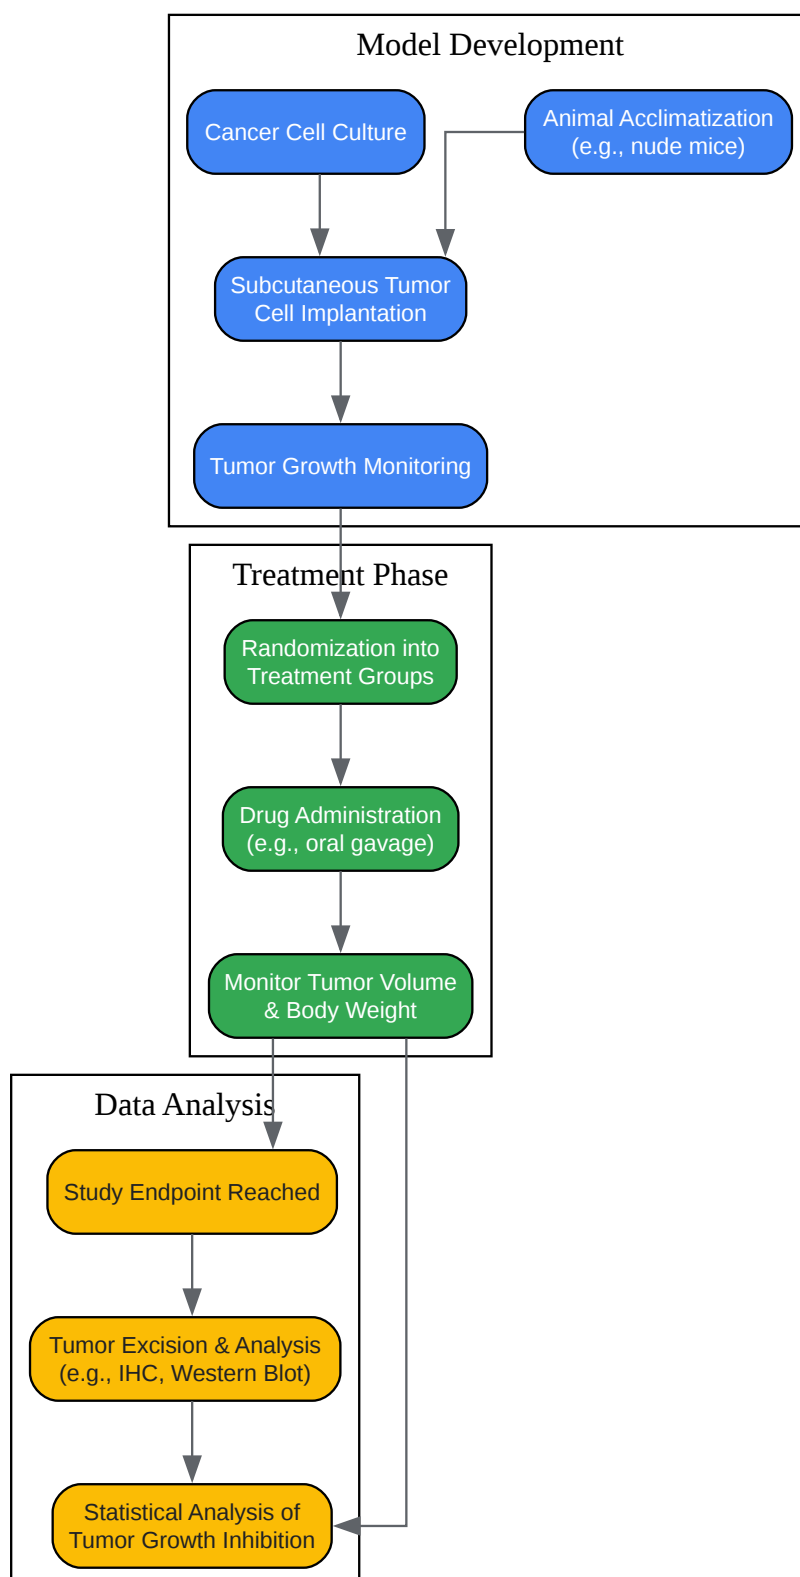 Model Development
Cancer Cell Culture
Animal Acclimatization
(e.g., nude mice)
Subcutaneous Tumor
Cell Implantation
Tumor Growth Monitoring
Treatment Phase
Randomization into
Treatment Groups
Drug Administration
(e.g., oral gavage)
Monitor Tumor Volume
& Body Weight
Data Analysis
Study Endpoint Reached
Tumor Excision & Analysis
(e.g., IHC, Western Blot)
Statistical Analysis of
Tumor Growth Inhibition